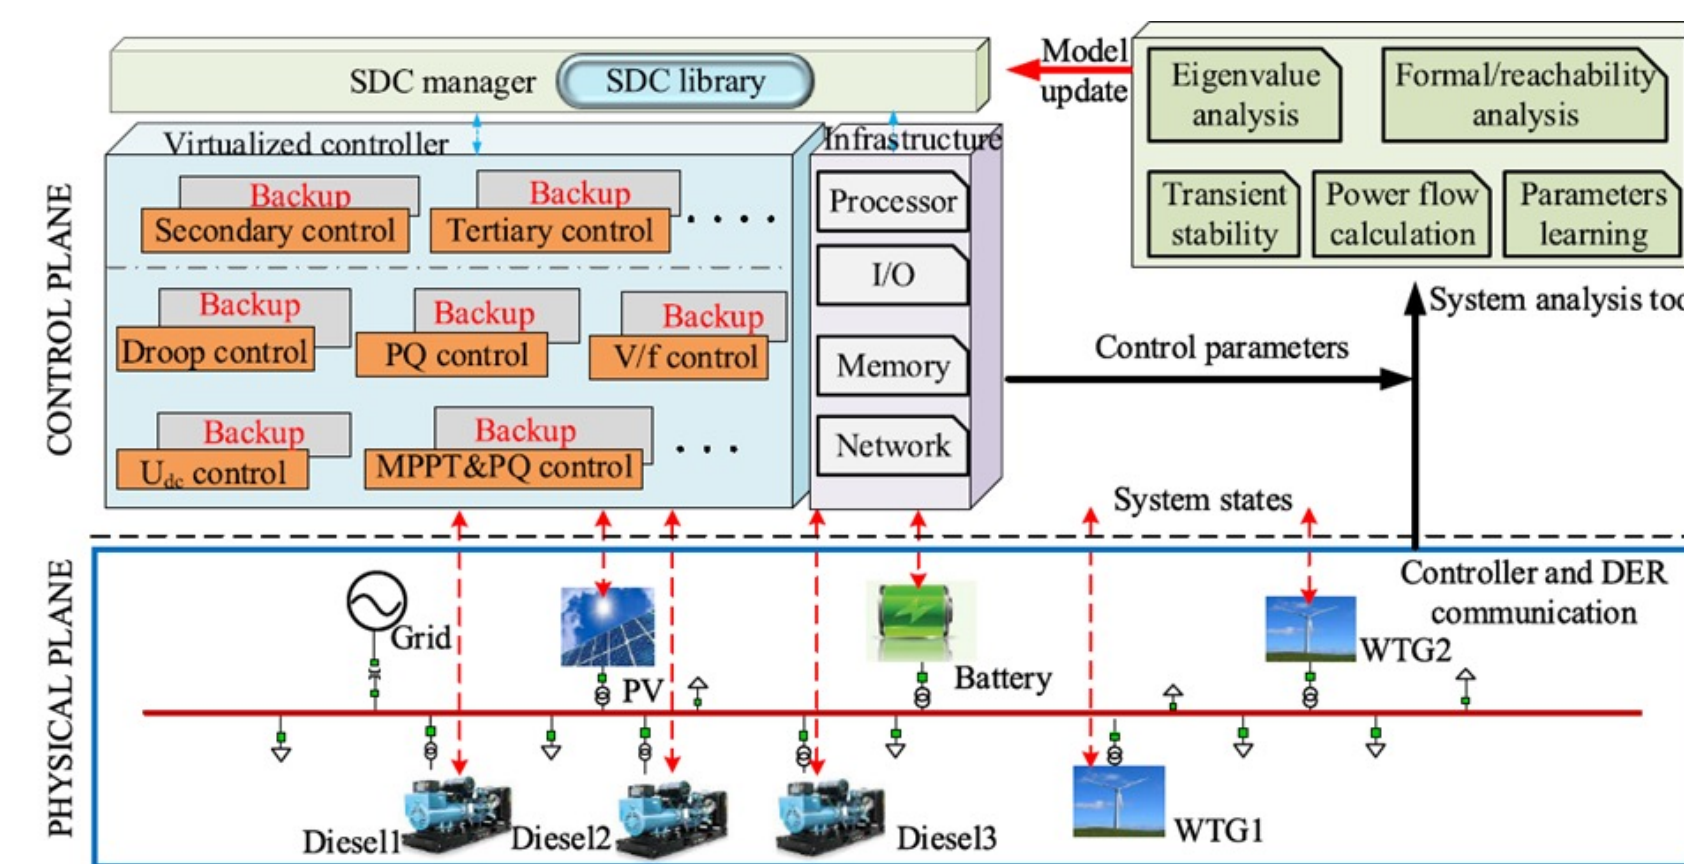 SDC manager
SDC library
Model
update
Eigenvalue
analysis
Formal/reachability
analysis
Transient
stability
Power flow
calculation
Parameters
learning
System analysis too
CONTROL PLANE
Virtualized controller
Backup
Secondary control
Backup
Tertiary control
. . . .
Backup
Droop control
Backup
PQ control
Backup
V/f control
Backup
Udc control
Backup
MPPT&PQ control
. . .
Infrastructure
Processor
I/O
Memory
Network
Control parameters
System states
PHYSICAL PLANE
Controller and DER
communication
Grid
PV
Battery
WTG2
Diesel1
Diesel2
Diesel3
WTG1